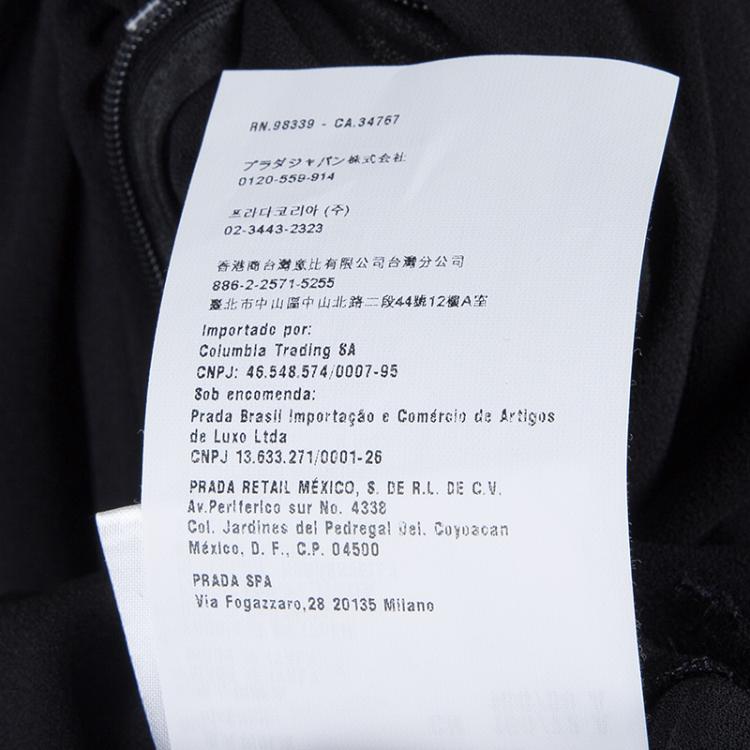 RN.98339 - CA.34767
プラダジャパン株式会社
0120-559-914
프라다코리아 (주)
02-3443-2323
香港商台灣意比有限公司台灣分公司
886-2-2571-5255
臺北市中山區中山北路二段44號12樓A室
Importado por:
Columbia Trading SA
CNPJ: 46.548.574/0007-95
Sob encomenda:
Prada Brasil Importação e Comércio de Artigos
de Luxo Ltda
CNPJ 13.633.271/0001-26
PRADA RETAIL MÉXICO, S. DE R.L. DE C.V.
Av.Periferico sur No. 4338
Col. Jardines del Pedregal Del. Coyoacan
México, D. F., C.P. 04500
PRADA SPA
Via Fogazzaro,28 20135 Milano